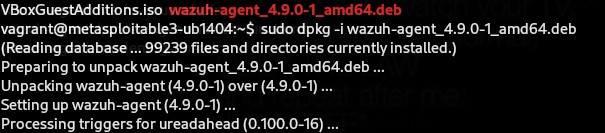 VBoxGuestAdditions.iso wazuh-agent_4.9.0-1_amd64.deb
vagrant@metasploitable3-ub1404:~$ sudo dpkg -i wazuh-agent_4.9.0-1_amd64.deb
(Reading database ... 99239 files and directories currently installed.)
Preparing to unpack wazuh-agent_4.9.0-1_amd64.deb ...
Unpacking wazuh-agent (4.9.0-1) over (4.9.0-1) ...
Setting up wazuh-agent (4.9.0-1) ...
Processing triggers for ureadahead (0.100.0-16) ...